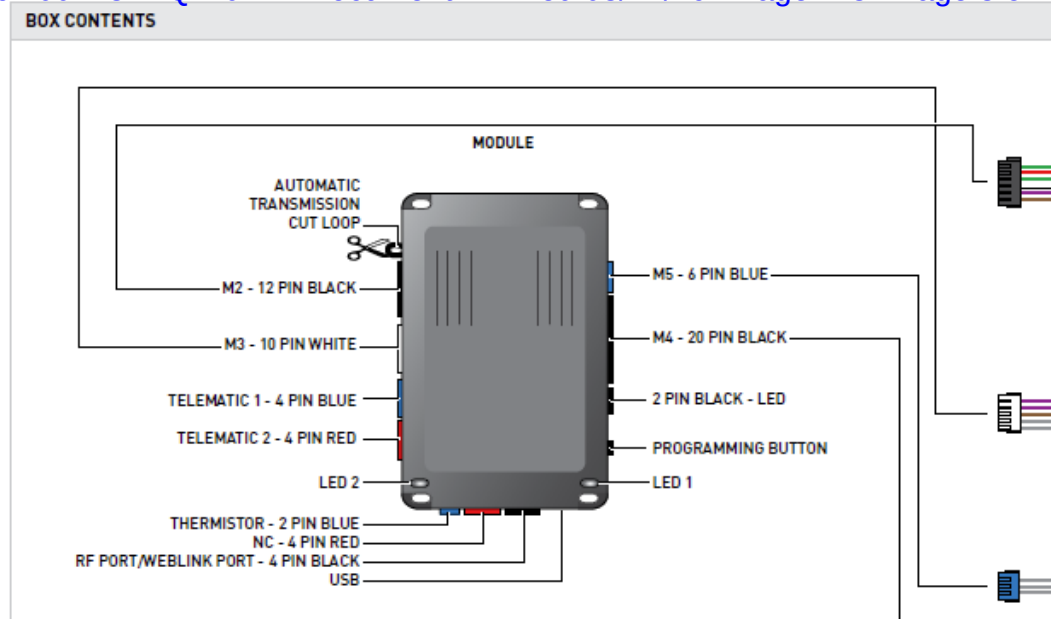 BOX CONTENTS
MODULE
AUTOMATIC
TRANSMISSION
CUT LOOP
M2 - 12 PIN BLACK
M3 - 10 PIN WHITE
TELEMATIC 1 - 4 PIN BLUE
TELEMATIC 2 - 4 PIN RED
LED 2
THERMISTOR - 2 PIN BLUE
NC - 4 PIN RED
RF PORT/WEBLINK PORT - 4 PIN BLACK
USB
M5 - 6 PIN BLUE
M4 - 20 PIN BLACK
2 PIN BLACK - LED
PROGRAMMING BUTTON
LED 1